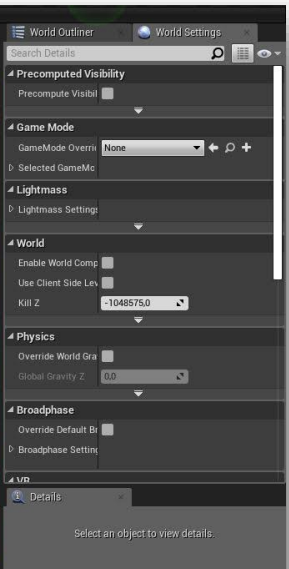 World Outliner World Settings
Search Details
Precomputed Visibility
Precompute Visibil
Game Mode
GameMode Overri None
Selected GameMc
Lightmass
Lightmass Settings
World
Enable World Comp
Use Client Side Lev
Kill Z -1048575,0
Physics
Override World Gra
Global Gravity Z 0,0
Broadphase
Override Default Br
Broadphase Setting
VR
Details
Select an object to view details.